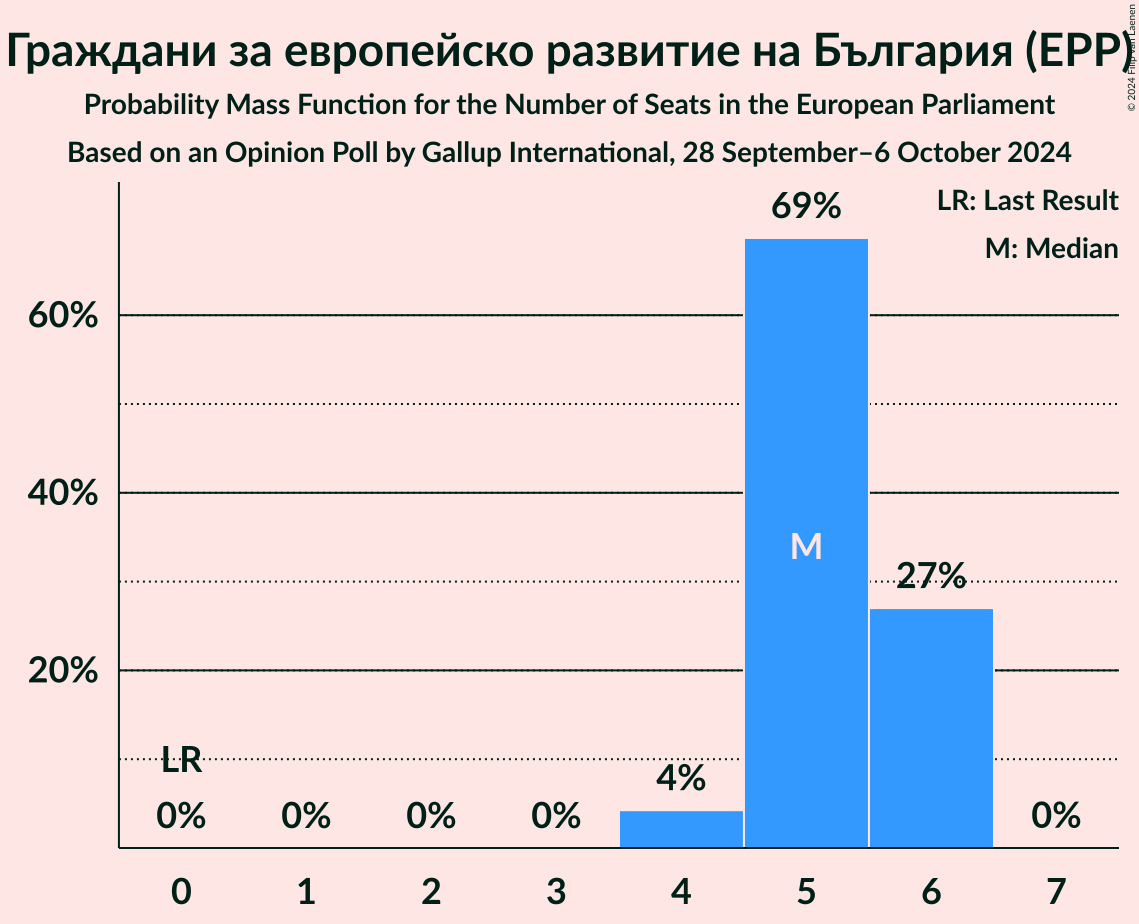 Граждани за европейско развитие на България (EPP)
© 2024 Filip van Laenen
Probability Mass Function for the Number of Seats in the European Parliament
Based on an Opinion Poll by Gallup International, 28 September–6 October 2024
LR: Last Result
M: Median
69%
60%
40%
M
27%
20%
LR
4%
0% 0% 0% 0% 0%
0 1 2 3 4 5 6 7